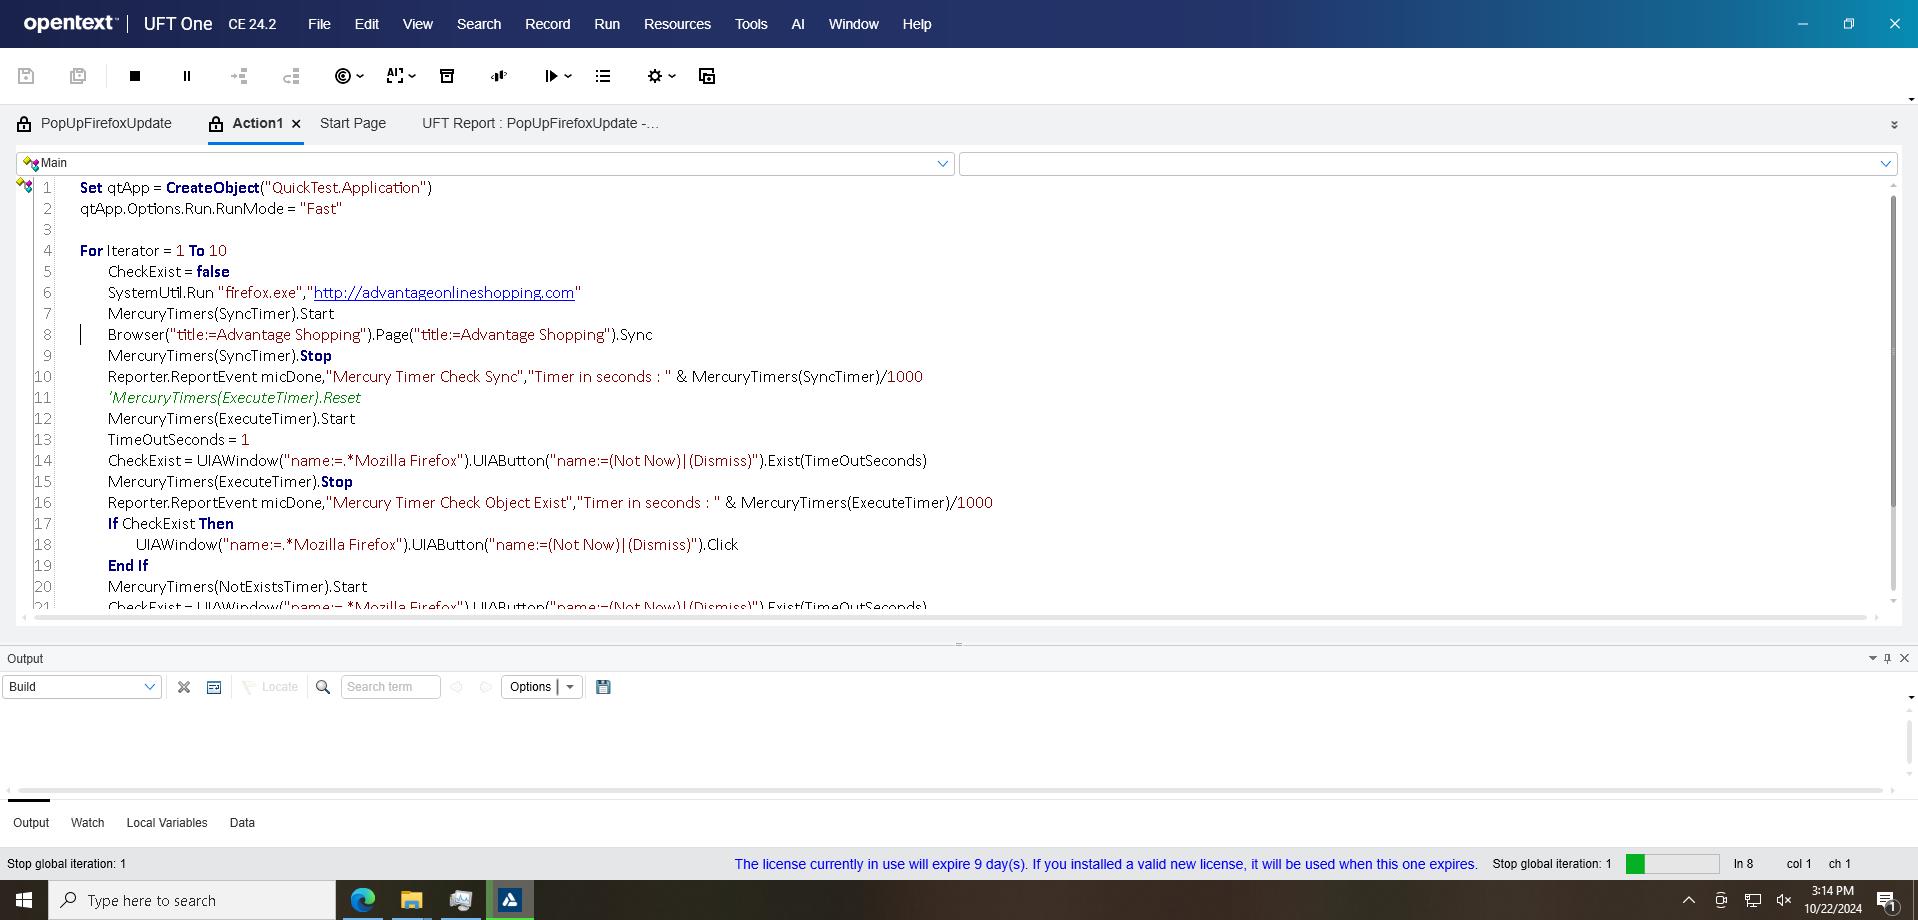 opentext™ | UFT One CE 24.2 File Edit View Search Record Run Resources Tools AI Window Help
PopUpFirefoxUpdate Action1 Start Page UFT Report : PopUpFirefoxUpdate -...
Main
1 Set qtApp = CreateObject("QuickTest.Application")
2 qtApp.Options.Run.RunMode = "Fast"
3
4 For Iterator = 1 To 10
5 CheckExist = false
6 SystemUtil.Run "firefox.exe","http://advantageonlineshopping.com"
7 MercuryTimers(SyncTimer).Start
8 Browser("title:=Advantage Shopping").Page("title:=Advantage Shopping").Sync
9 MercuryTimers(SyncTimer).Stop
10 Reporter.ReportEvent micDone,"Mercury Timer Check Sync","Timer in seconds : " & MercuryTimers(SyncTimer)/1000
11 'MercuryTimers(ExecuteTimer).Reset
12 MercuryTimers(ExecuteTimer).Start
13 TimeOutSeconds = 1
14 CheckExist = UIAWindow("name:=.*Mozilla Firefox").UIAButton("name:=(Not Now)|(Dismiss)").Exist(TimeOutSeconds)
15 MercuryTimers(ExecuteTimer).Stop
16 Reporter.ReportEvent micDone,"Mercury Timer Check Object Exist","Timer in seconds : " & MercuryTimers(ExecuteTimer)/1000
17 If CheckExist Then
18 UIAWindow("name:=.*Mozilla Firefox").UIAButton("name:=(Not Now)|(Dismiss)").Click
19 End If
20 MercuryTimers(NotExistsTimer).Start
21 CheckExist = UIAWindow("name:=.*Mozilla Firefox").UIAButton("name:=(Not Now)|(Dismiss)").Exist(TimeOutSeconds)
Output
Build Locate Search term Options
Output Watch Local Variables Data
Stop global iteration: 1 The license currently in use will expire 9 day(s). If you installed a valid new license, it will be used when this one expires. Stop global iteration: 1 ln 8 col 1 ch 1
Type here to search 3:14 PM
10/22/2024 1